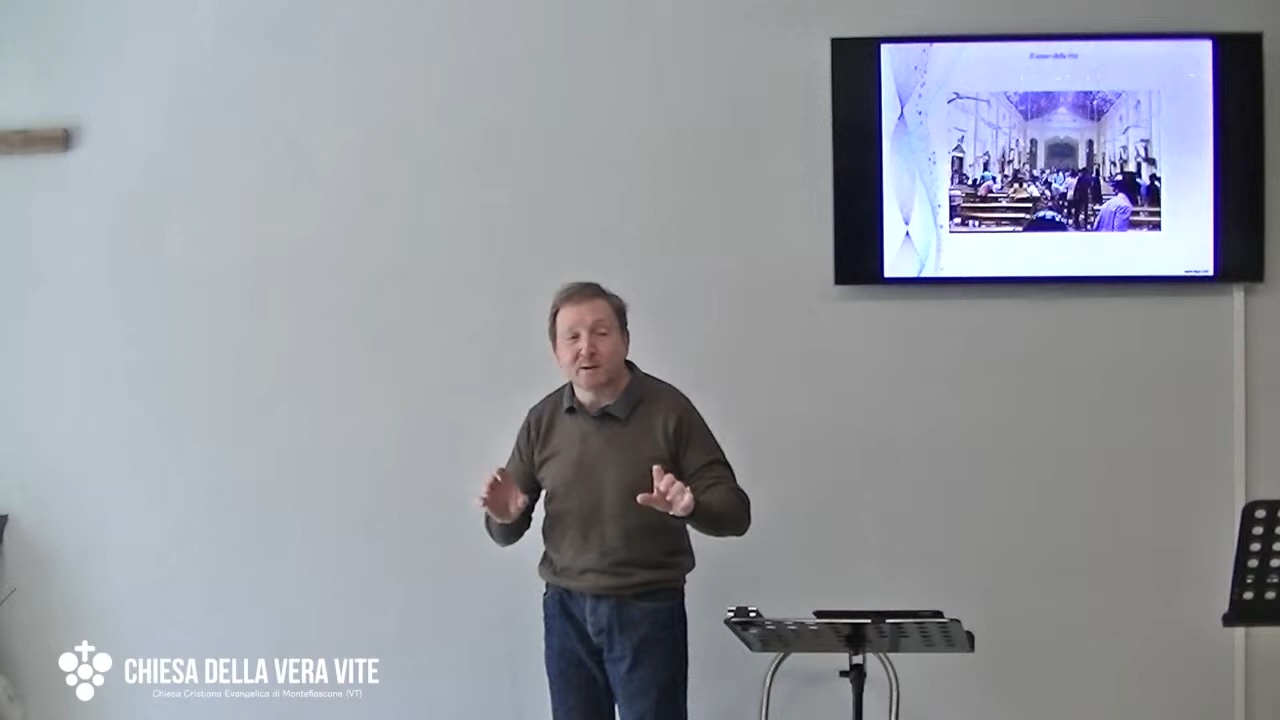 CHIESA DELLA VERA VITE
Chiesa Cristiana Evangelica di Montefiascone (VT)